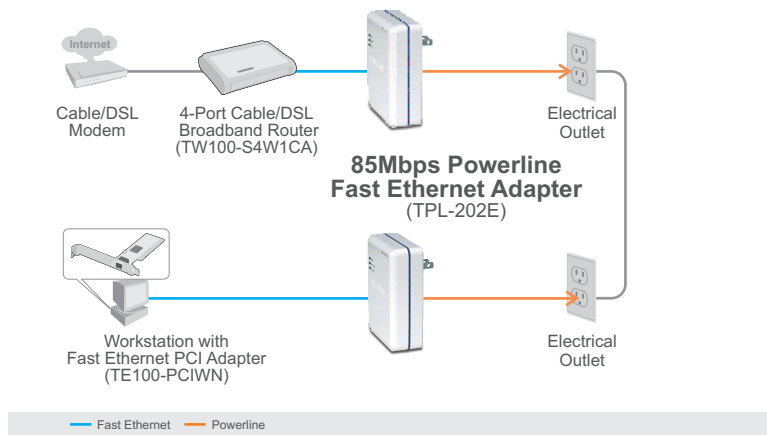 Internet
Cable/DSL
Modem
4-Port Cable/DSL
Broadband Router
(TW100-S4W1CA)
Electrical
Outlet
85Mbps Powerline
Fast Ethernet Adapter
(TPL-202E)
Workstation with
Fast Ethernet PCI Adapter
(TE100-PCIWN)
Electrical
Outlet
Fast Ethernet
Powerline